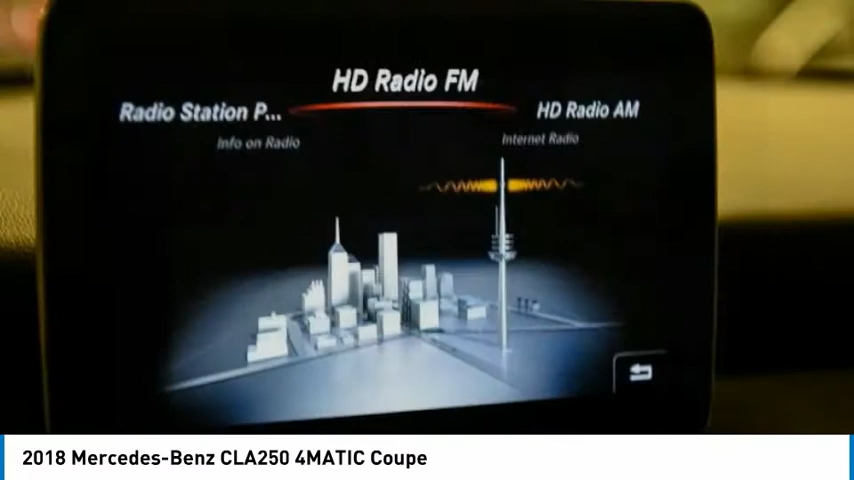 HD Radio FM
Radio Station P...
HD Radio AM
Info on Radio
Internet Radio
2018 Mercedes-Benz CLA250 4MATIC Coupe